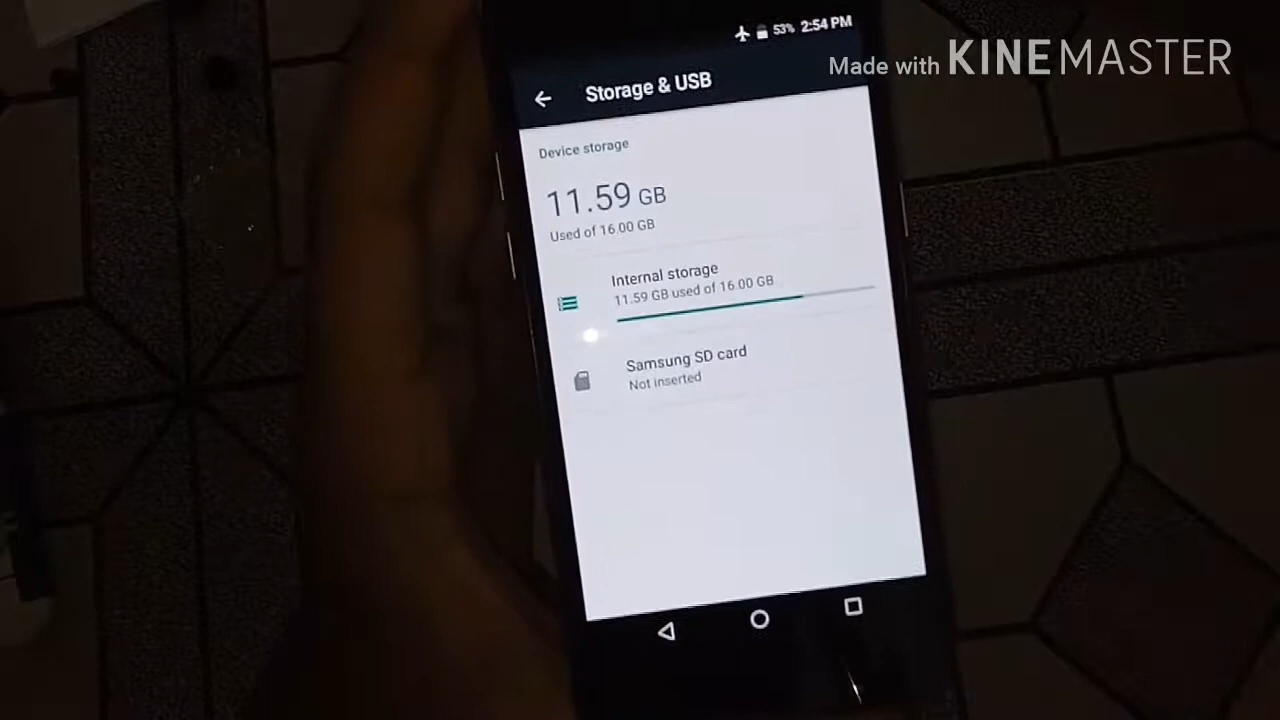 53% 2:54 PM
Made with KINEMASTER
Storage & USB
Device storage
11.59 GB
Used of 16.00 GB
Internal storage
11.59 GB used of 16.00 GB
Samsung SD card
Not inserted